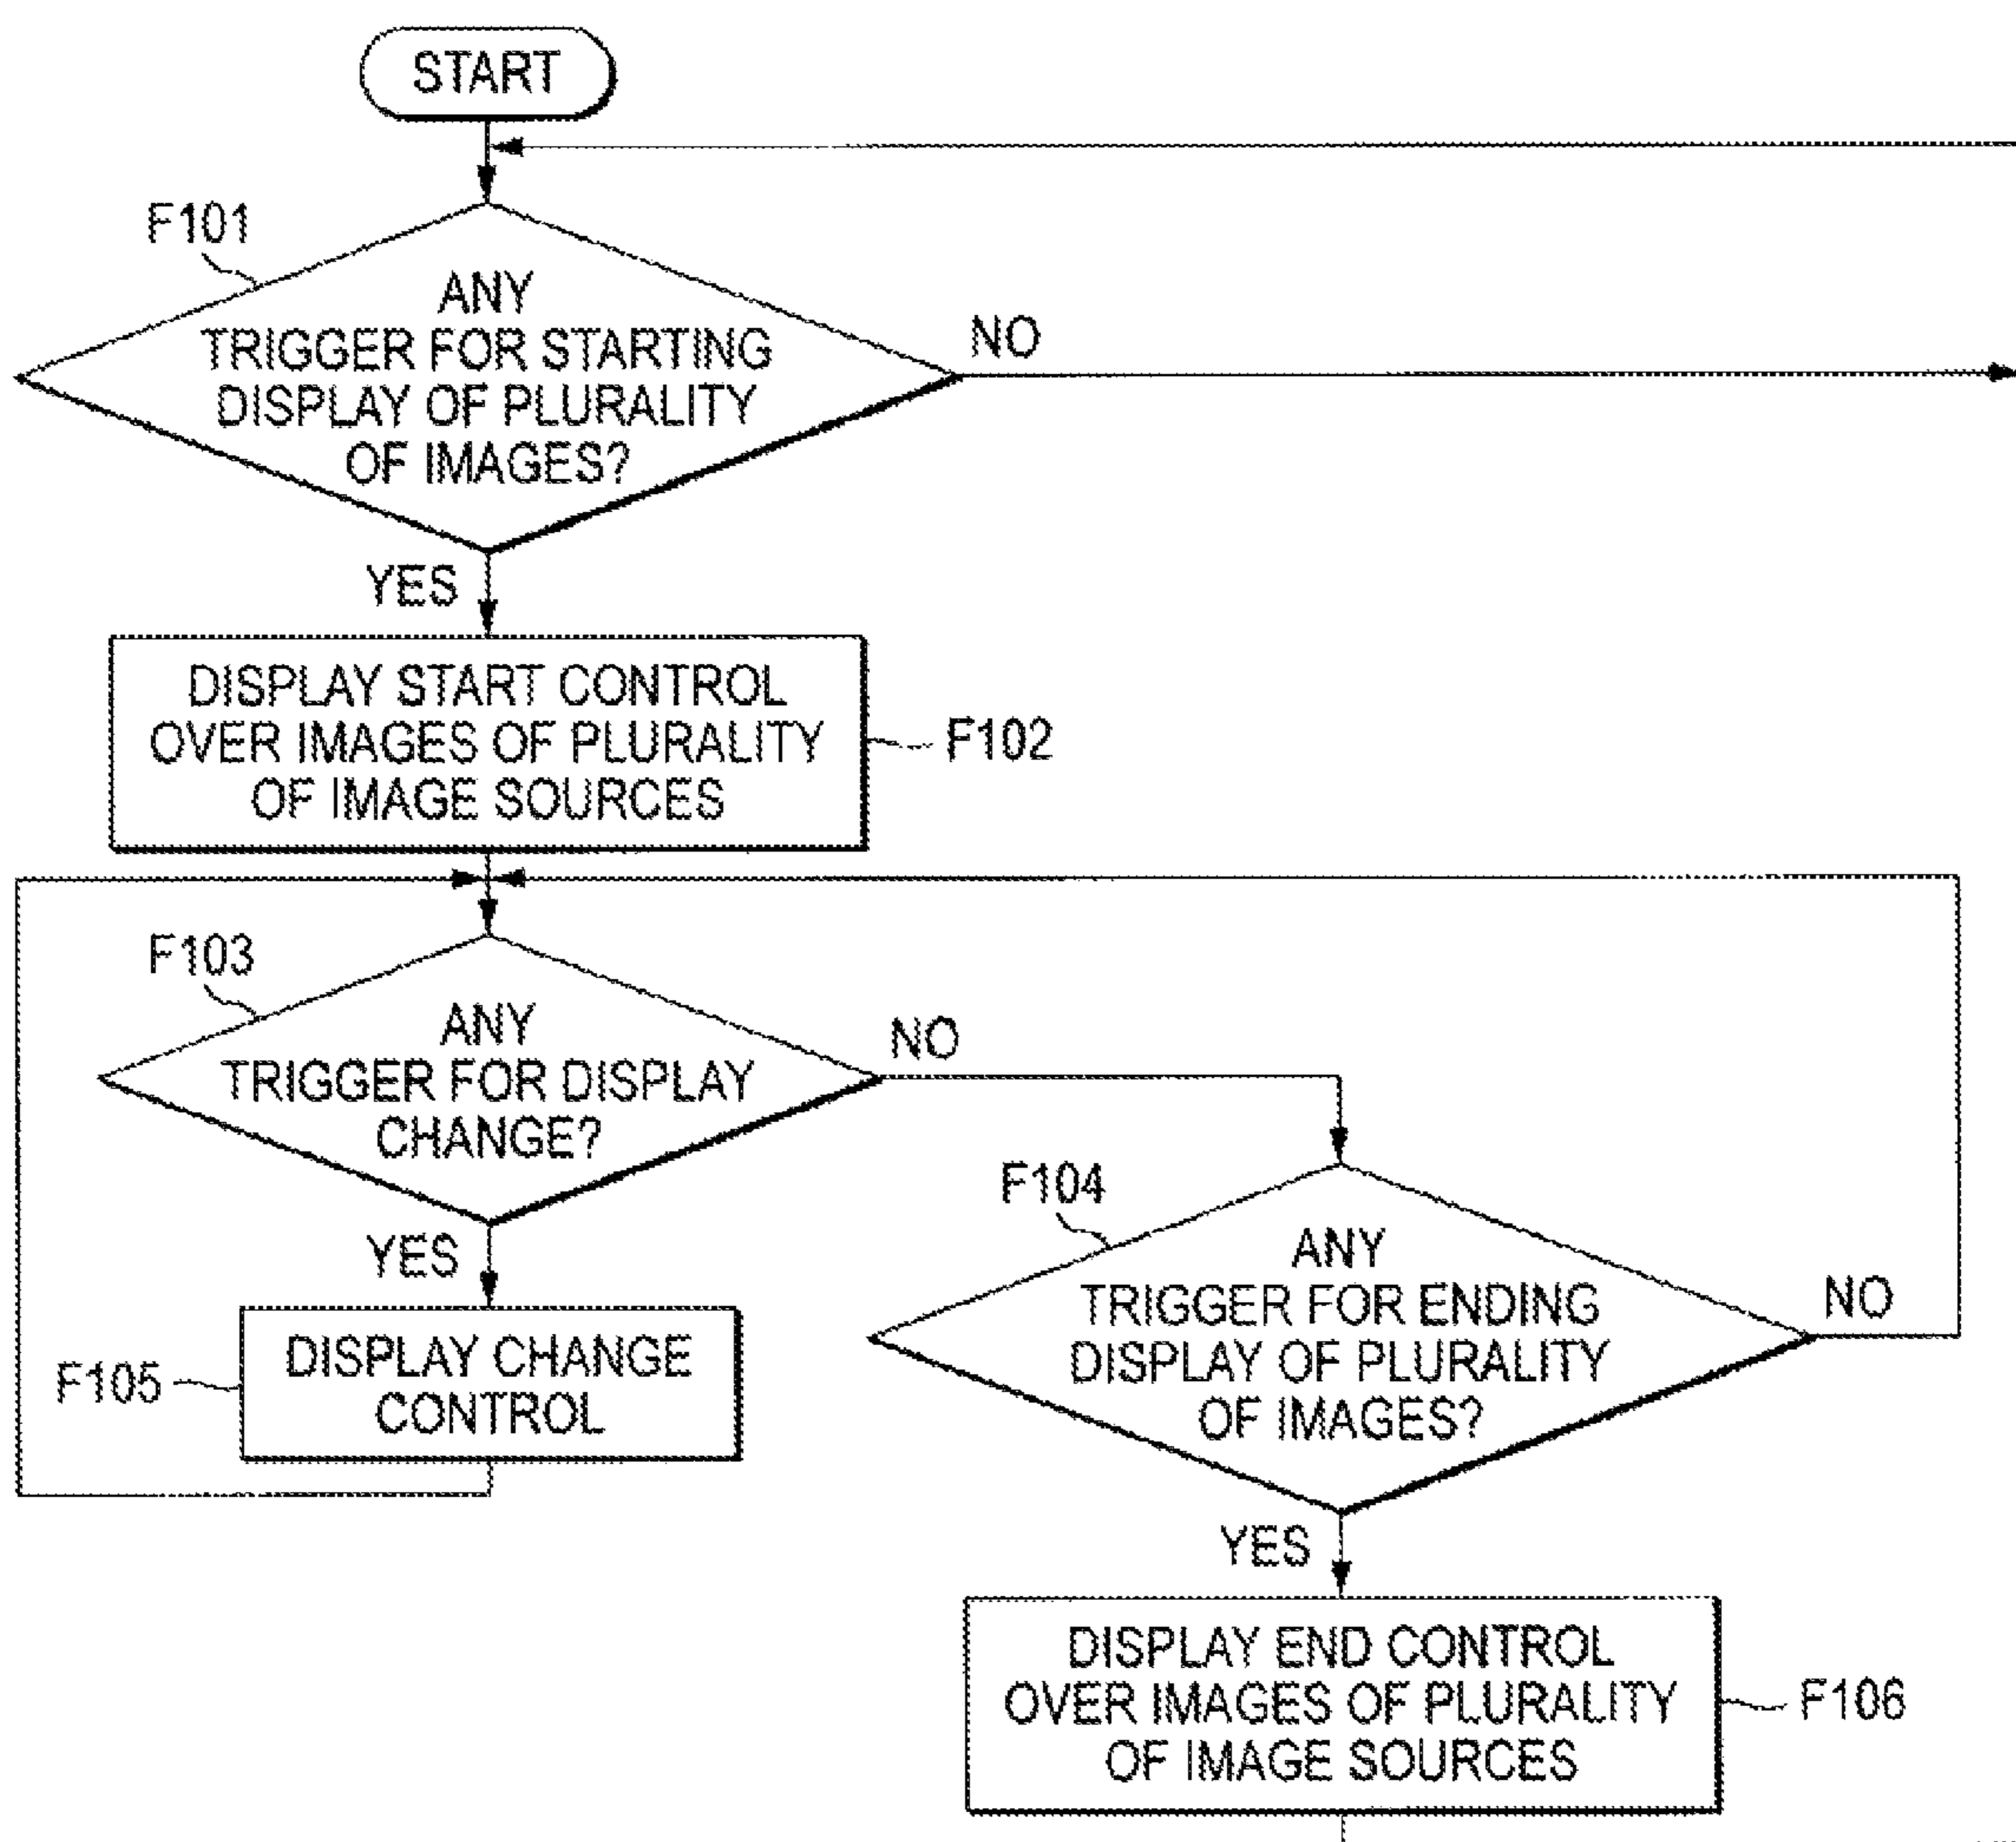 START
F101
ANY
TRIGGER FOR STARTING
DISPLAY OF PLURALITY
OF IMAGES?
NO
YES
DISPLAY START CONTROL
OVER IMAGES OF PLURALITY
OF IMAGE SOURCES
F102
F103
ANY
TRIGGER FOR DISPLAY
CHANGE?
NO
YES
F105
DISPLAY CHANGE
CONTROL
F104
ANY
TRIGGER FOR ENDING
DISPLAY OF PLURALITY
OF IMAGES?
NO
YES
DISPLAY END CONTROL
OVER IMAGES OF PLURALITY
OF IMAGE SOURCES
F106